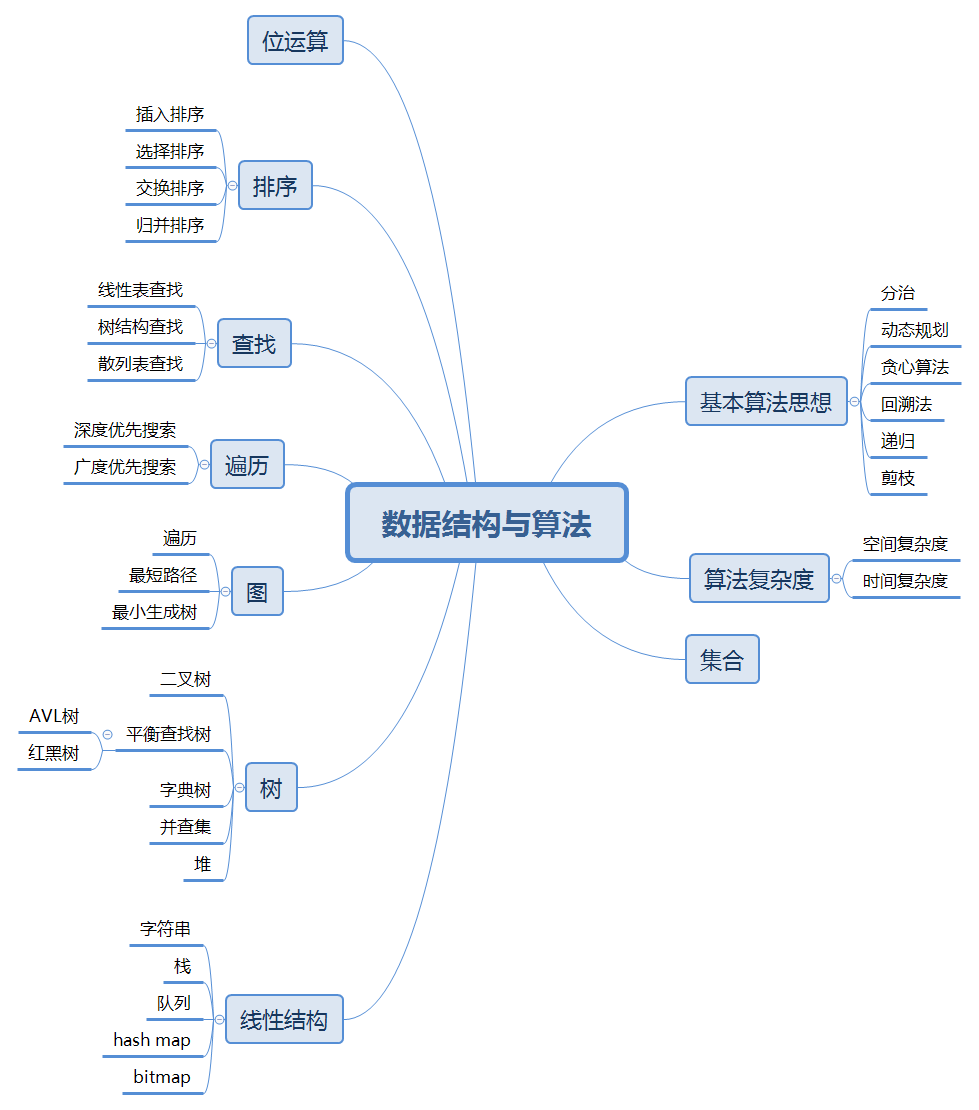 数据结构与算法
基本算法思想
分治
动态规划
贪心算法
回溯法
递归
剪枝
算法复杂度
空间复杂度
时间复杂度
集合
线性结构
字符串
栈
队列
hash map
bitmap
树
二叉树
平衡查找树
AVL树
红黑树
字典树
并查集
堆
图
遍历
最短路径
最小生成树
遍历
深度优先搜索
广度优先搜索
查找
线性表查找
树结构查找
散列表查找
排序
插入排序
选择排序
交换排序
归并排序
位运算